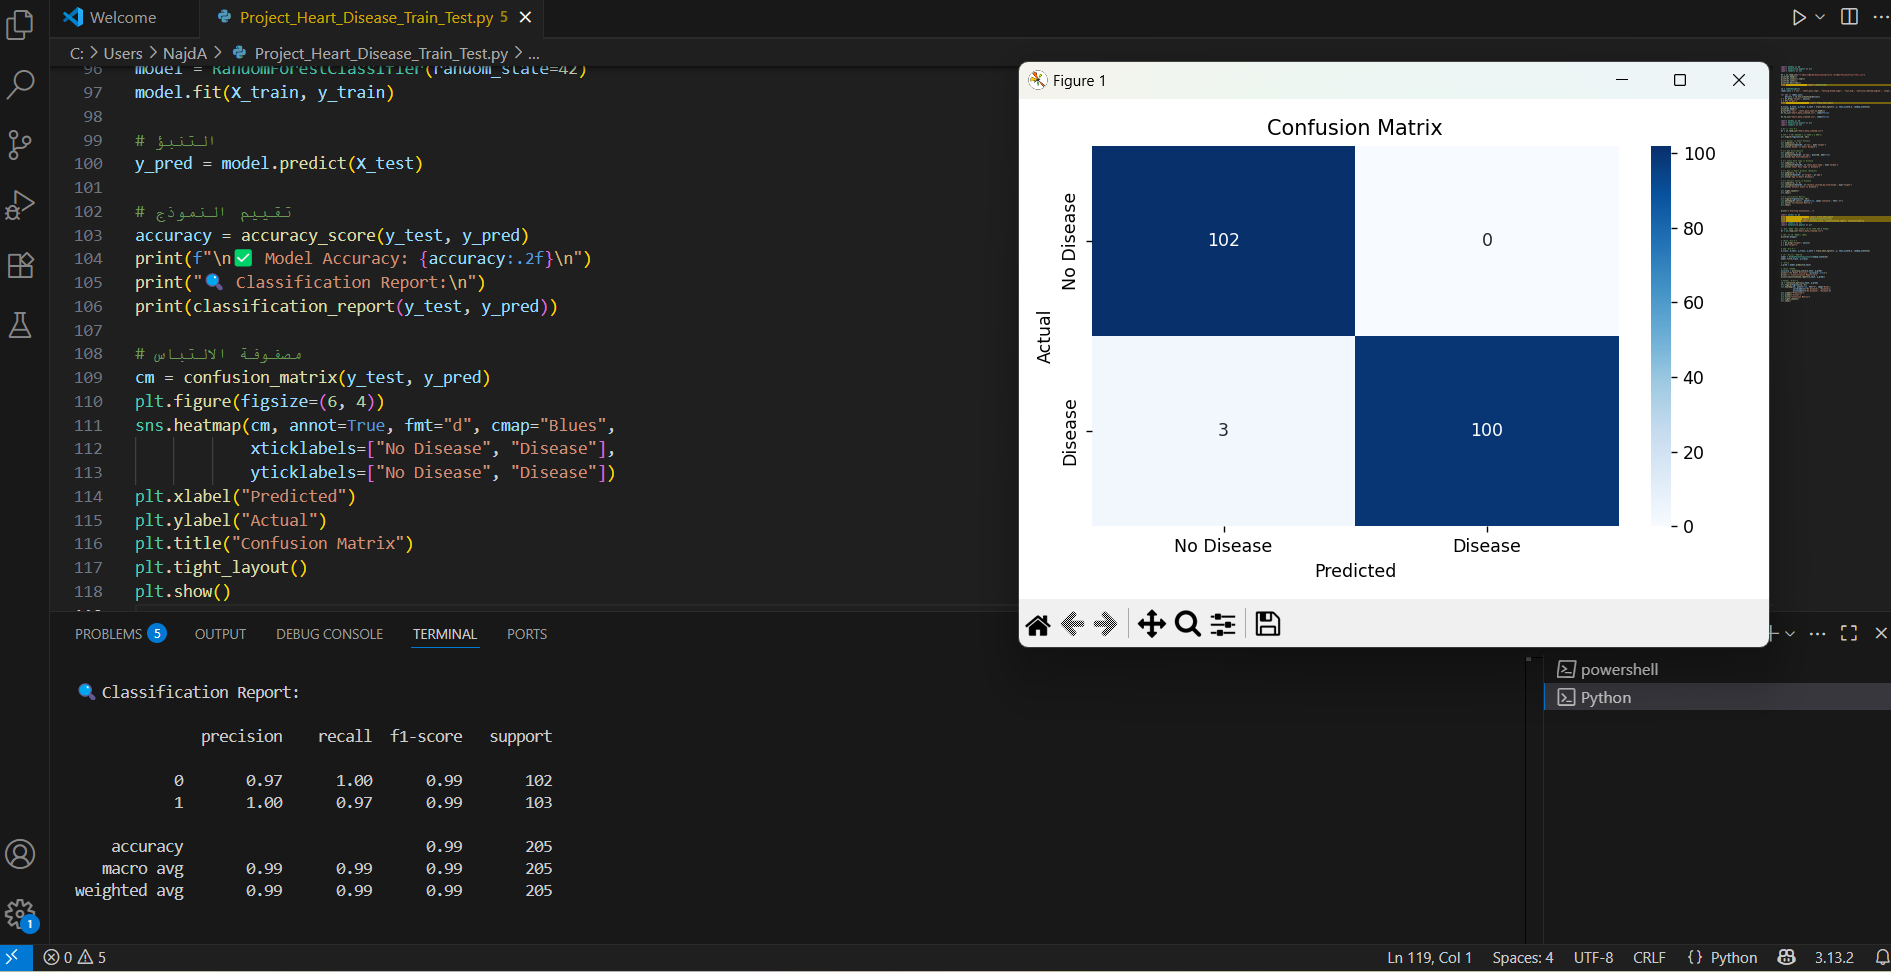 Welcome
Project_Heart_Disease_Train_Test.py 5
C: > Users > NajdA > Project_Heart_Disease_Train_Test.py > ...
96 model = RandomForestClassifier(random_state=42)
97 model.fit(X_train, y_train)
98
99 # التنبؤ
100 y_pred = model.predict(X_test)
101
102 # تقييم النموذج
103 accuracy = accuracy_score(y_test, y_pred)
104 print(f"\n✅ Model Accuracy: {accuracy:.2f}\n")
105 print("🔍 Classification Report:\n")
106 print(classification_report(y_test, y_pred))
107
108 # مصفوفة الالتباس
109 cm = confusion_matrix(y_test, y_pred)
110 plt.figure(figsize=(6, 4))
111 sns.heatmap(cm, annot=True, fmt="d", cmap="Blues",
112 xticklabels=["No Disease", "Disease"],
113 yticklabels=["No Disease", "Disease"])
114 plt.xlabel("Predicted")
115 plt.ylabel("Actual")
116 plt.title("Confusion Matrix")
117 plt.tight_layout()
118 plt.show()
Figure 1
Confusion Matrix
Actual
No Disease
Disease
102
0
3
100
No Disease
Disease
Predicted
100
80
60
40
20
0
PROBLEMS 5 OUTPUT DEBUG CONSOLE TERMINAL PORTS
🔍 Classification Report:
precision recall f1-score support
0 0.97 1.00 0.99 102
1 1.00 0.97 0.99 103
accuracy 0.99 205
macro avg 0.99 0.99 0.99 205
weighted avg 0.99 0.99 0.99 205
powershell
Python
1
0 5
Ln 119, Col 1 Spaces: 4 UTF-8 CRLF {} Python 3.13.2